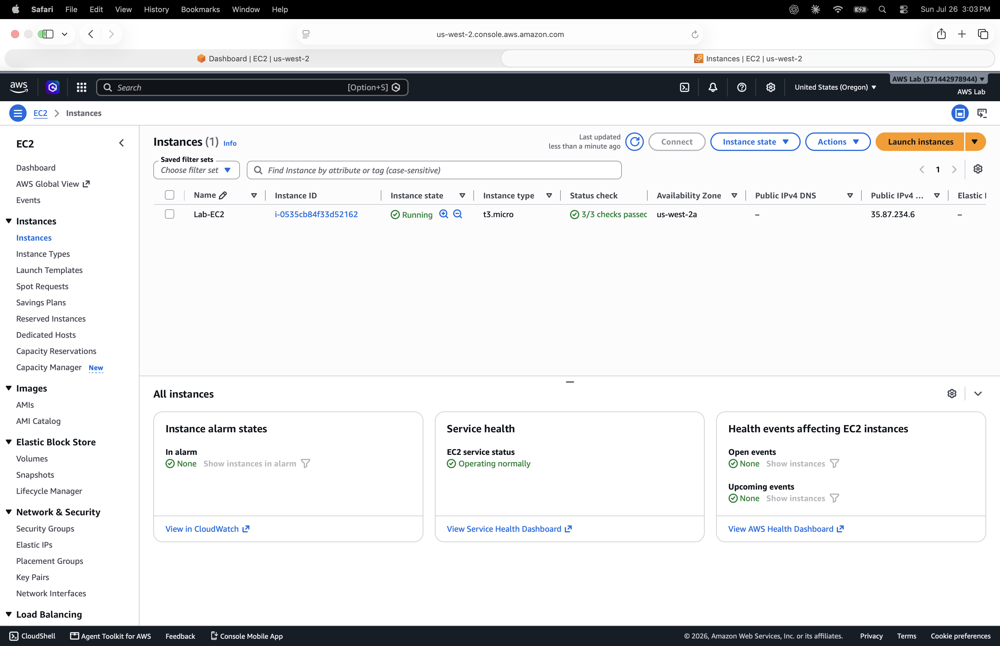 Safari File Edit View History Bookmarks Window Help Sun Jul 26 3:03 PM
us-west-2.console.aws.amazon.com
Dashboard | EC2 | us-west-2
Instances | EC2 | us-west-2
aws
Search [Option+S]
United States (Oregon)
AWS Lab (371442978944)
AWS Lab
EC2 Instances
EC2
Dashboard
AWS Global View
Events
Instances
Instances
Instance Types
Launch Templates
Spot Requests
Savings Plans
Reserved Instances
Dedicated Hosts
Capacity Reservations
Capacity Manager New
Images
AMIs
AMI Catalog
Elastic Block Store
Volumes
Snapshots
Lifecycle Manager
Network & Security
Security Groups
Elastic IPs
Placement Groups
Key Pairs
Network Interfaces
Load Balancing
Instances (1) Info
Last updated
less than a minute ago
Connect
Instance state
Actions
Launch instances
Saved filter sets
Choose filter set
Find Instance by attribute or tag (case-sensitive)
1
Name Instance ID Instance state Instance type Status check Availability Zone Public IPv4 DNS Public IPv4 ... Elastic I
Lab-EC2 i-0535cb84f33d52162 Running t3.micro 3/3 checks passec us-west-2a – 35.87.234.6 –
All instances
Instance alarm states
In alarm
None Show instances in alarm
View in CloudWatch
Service health
EC2 service status
Operating normally
View Service Health Dashboard
Health events affecting EC2 instances
Open events
None Show instances
Upcoming events
None Show instances
View AWS Health Dashboard
CloudShell Agent Toolkit for AWS Feedback Console Mobile App © 2026, Amazon Web Services, Inc. or its affiliates. Privacy Terms Cookie preferences